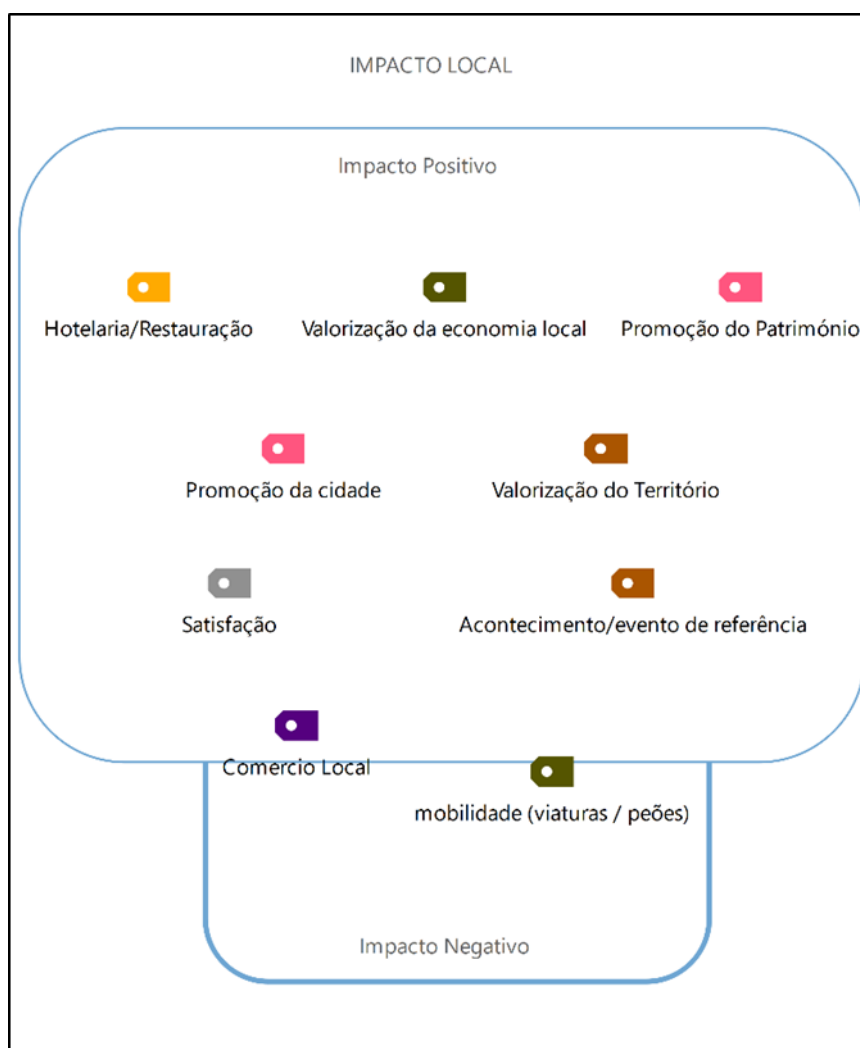 IMPACTO LOCAL
Impacto Positivo
Hotelaria/Restauração
Valorização da economia local
Promoção do Património
Promoção da cidade
Valorização do Território
Satisfação
Acontecimento/evento de referência
Comercio Local
mobilidade (viaturas / peões)
Impacto Negativo